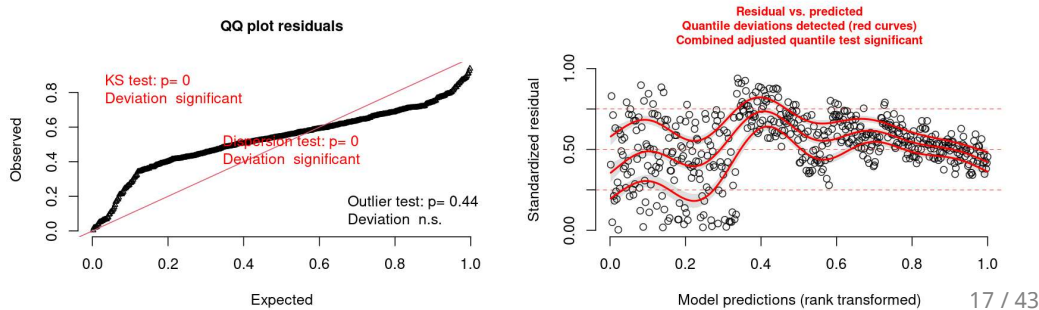 QQ plot residuals
KS test: p= 0
Deviation significant
Dispersion test: p= 0
Deviation significant
Outlier test: p= 0.44
Deviation n.s.
Observed
0.0 0.2 0.4 0.6 0.8
0.0 0.2 0.4 0.6 0.8 1.0
Expected
Residual vs. predicted
Quantile deviations detected (red curves)
Combined adjusted quantile test significant
Standardized residual
0.00 0.50 1.00
0.0 0.2 0.4 0.6 0.8 1.0
Model predictions (rank transformed)
17 / 43